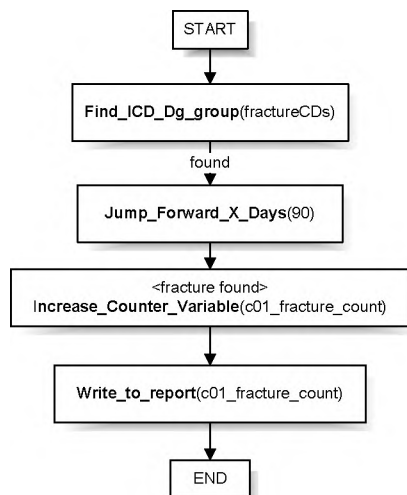 START
Find_ICD_Dg_group(fractureCDs)
found
Jump_Forward_X_Days(90)
<fracture found>
Increase_Counter_Variable(c01_fracture_count)
Write_to_report(c01_fracture_count)
END